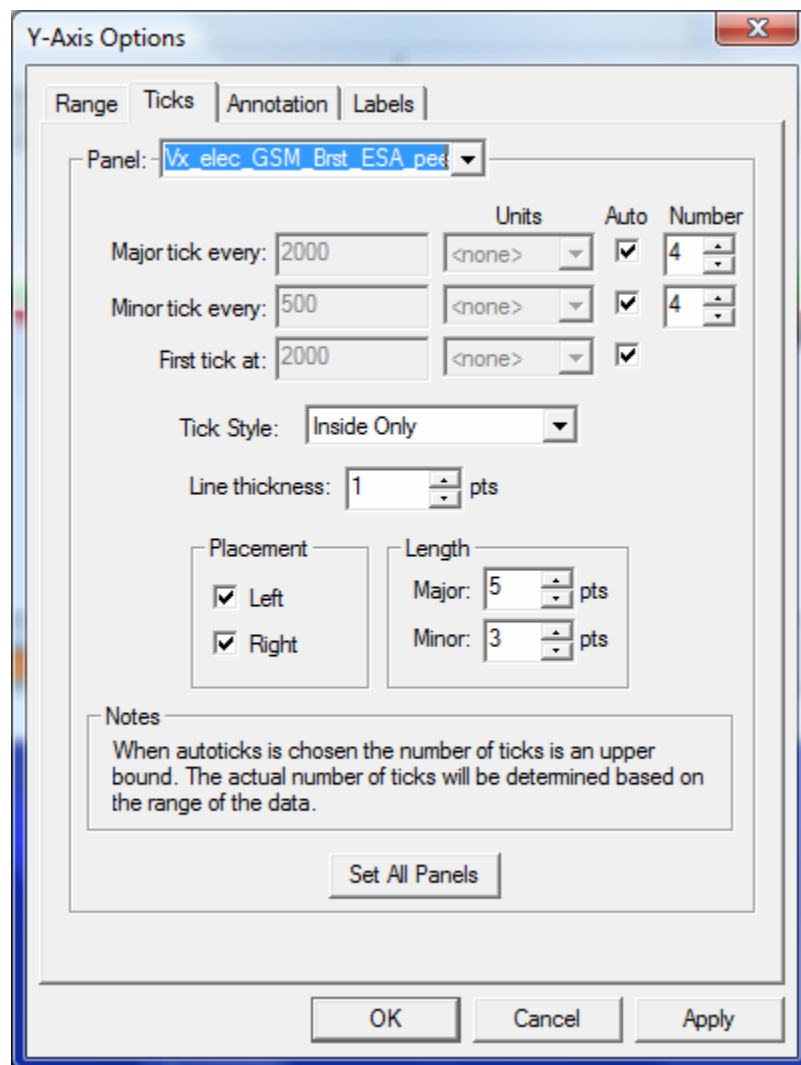 Y-Axis Options
Range Ticks Annotation Labels
Panel: Vx_elec_GSM_Brst_ESA_pee
Units Auto Number
Major tick every: 2000 <none> 4
Minor tick every: 500 <none> 4
First tick at: 2000 <none>
Tick Style: Inside Only
Line thickness: 1 pts
Placement Length
Left Major: 5 pts
Right Minor: 3 pts
Notes
When autoticks is chosen the number of ticks is an upper
bound. The actual number of ticks will be determined based on
the range of the data.
Set All Panels
OK Cancel Apply